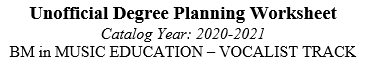 Unofficial Degree Planning Worksheet
Catalog Year: 2020-2021
BM in MUSIC EDUCATION – VOCALIST TRACK